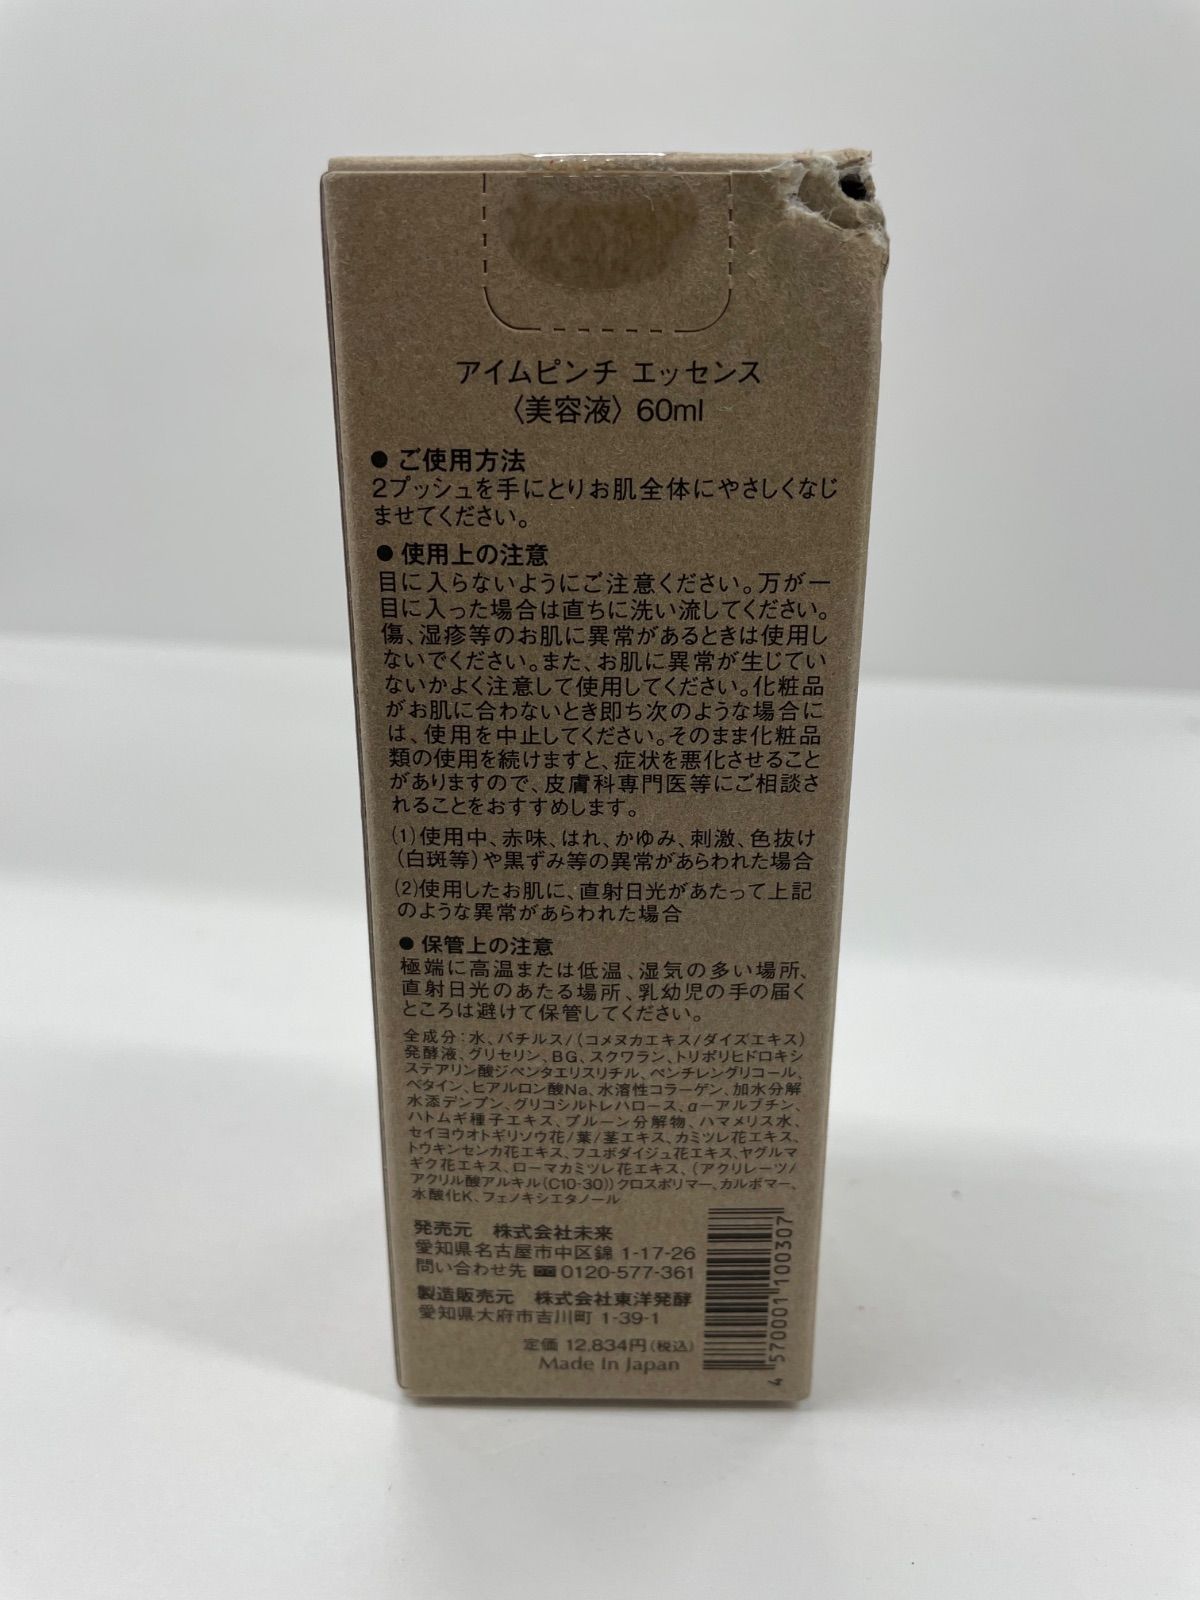 アイムピンチ エッセンス
〈美容液〉60ml
● ご使用方法
2プッシュを手にとりお肌全体にやさしくなじ
ませてください。
● 使用上の注意
目に入らないようにご注意ください。万が一
目に入った場合は直ちに洗い流してください。
傷、湿疹等のお肌に異常があるときは使用し
ないでください。また、お肌に異常が生じてい
ないかよく注意して使用してください。化粧品
がお肌に合わないとき即ち次のような場合に
は、使用を中止してください。そのまま化粧品
類の使用を続けますと、症状を悪化させること
がありますので、皮膚科専門医等にご相談さ
れることをおすすめします。
(1)使用中、赤味、はれ、かゆみ、刺激、色抜け
(白斑等)や黒ずみ等の異常があらわれた場合
(2)使用したお肌に、直射日光があたって上記
のような異常があらわれた場合
● 保管上の注意
極端に高温または低温、湿気の多い場所、
直射日光のあたる場所、乳幼児の手の届く
ところは避けて保管してください。
全成分:水、バチルス/(コメヌカエキス/ダイズエキス)
発酵液、グリセリン、BG、スクワラン、トリポリヒドロキシ
ステアリン酸ジペンタエリスリチル、ペンチレングリコール、
ベタイン、ヒアルロン酸Na、水溶性コラーゲン、加水分解
水添デンプン、グリコシルトレハロース、α-アルブチン、
ハトムギ種子エキス、プルーン分解物、ハマメリス水、
セイヨウオトギリソウ花/葉/茎エキス、カミツレ花エキス、
トウキンセンカ花エキス、フユボダイジュ花エキス、ヤグルマ
ギク花エキス、ローマカミツレ花エキス、(アクリレーツ/
アクリル酸アルキル(C10-30))クロスポリマー、カルボマー、
水酸化K、フェノキシエタノール
発売元 株式会社未来
愛知県名古屋市中区錦 1-17-26
問い合わせ先 0120-577-361
製造販売元 株式会社東洋発酵
愛知県大府市吉川町 1-39-1
定価 12,834円(税込)
Made In Japan
4 570001 100307